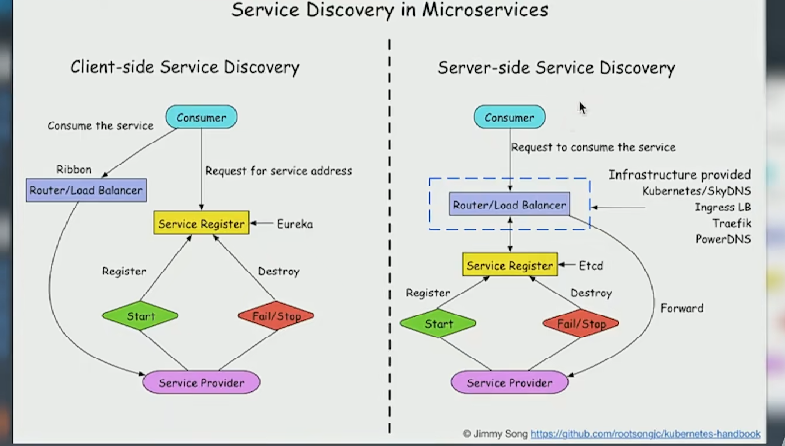 Service Discovery in Microservices
Client-side Service Discovery
Consumer
Consume the service
Ribbon
Request for service address
Router/Load Balancer
Service Register
Eureka
Register
Destroy
Start
Fail/Stop
Service Provider
Server-side Service Discovery
Consumer
Request to consume the service
Infrastructure provided
Kubernetes/SkyDNS
Ingress LB
Traefik
PowerDNS
Router/Load Balancer
Service Register
Etcd
Register
Destroy
Start
Fail/Stop
Forward
Service Provider
© Jimmy Song https://github.com/rootsongjc/kubernetes-handbook